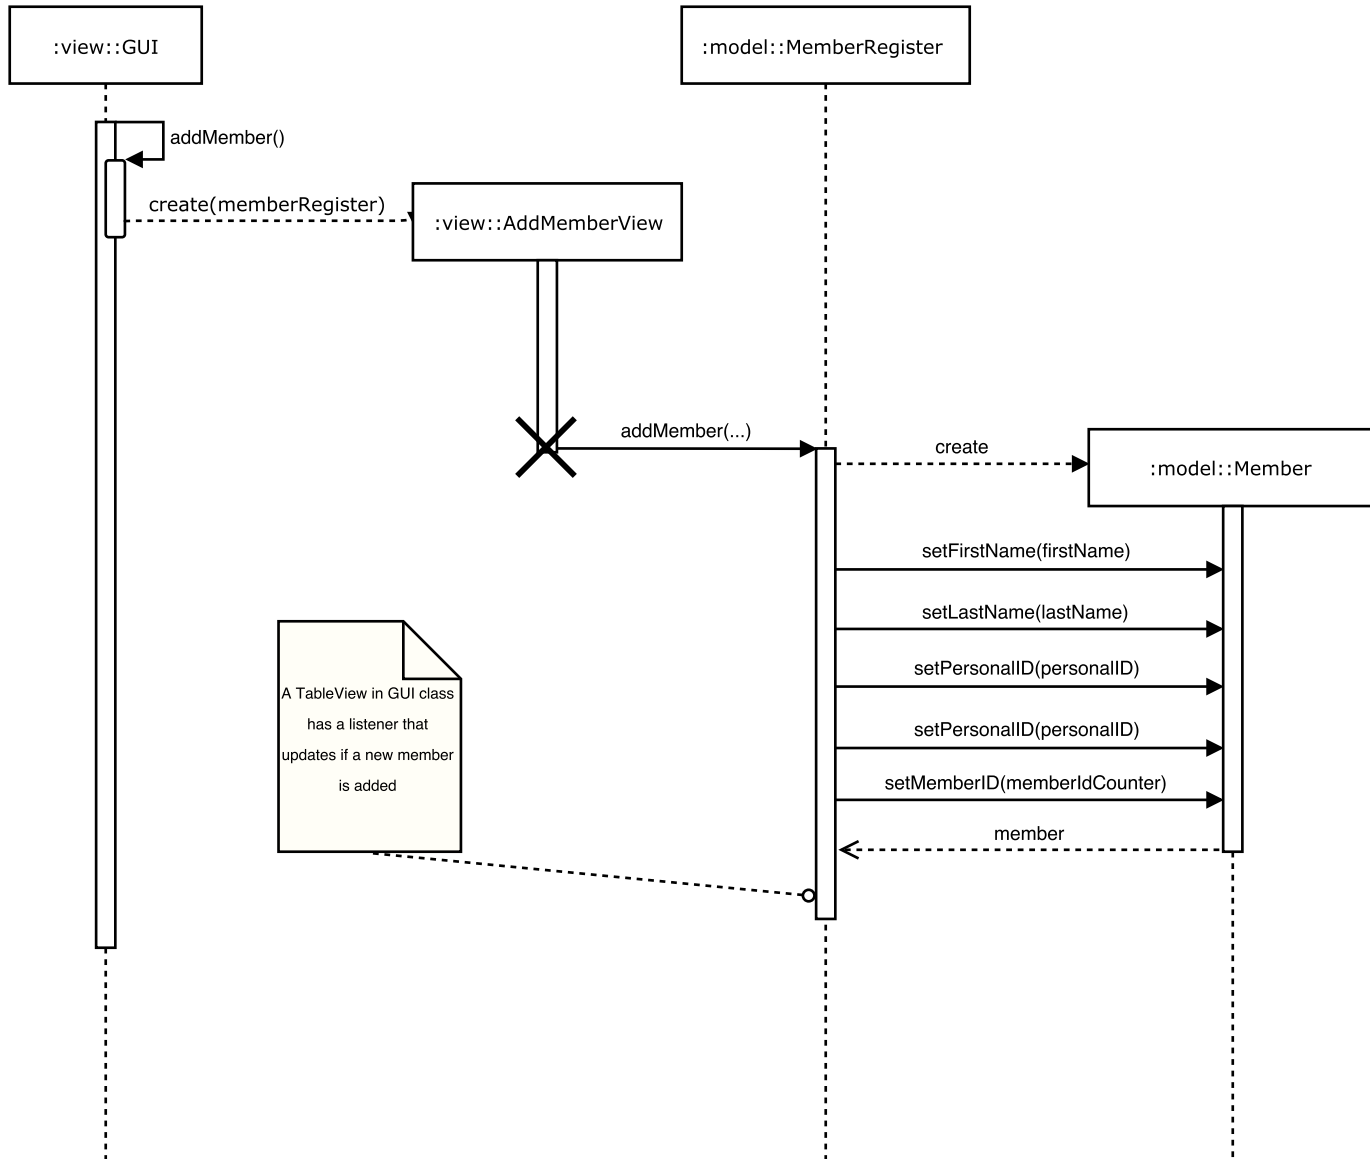 :view::GUI
:model::MemberRegister
addMember()
create(memberRegister)
:view::AddMemberView
addMember(...)
create
:model::Member
setFirstName(firstName)
setLastName(lastName)
setPersonalID(personalID)
setPersonalID(personalID)
setMemberID(memberIdCounter)
member
A TableView in GUI class
has a listener that
updates if a new member
is added